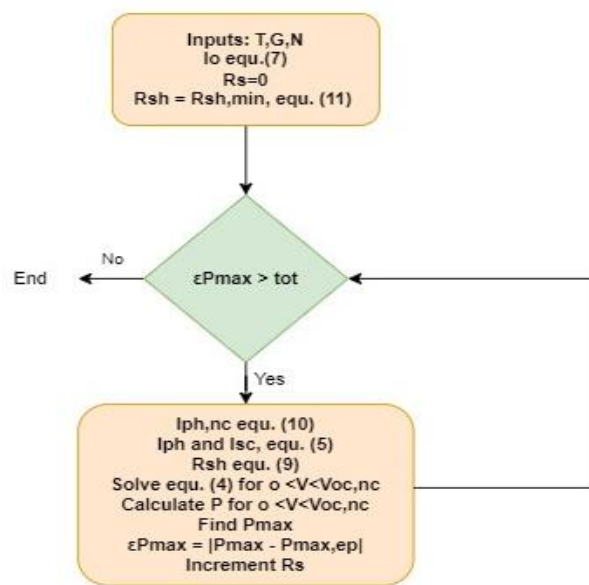 Inputs: T,G,N
Io equ.(7)
Rs=0
Rsh = Rsh,min, equ. (11)
No
End
εPmax > tot
Yes
Iph,nc equ. (10)
Iph and Isc, equ. (5)
Rsh equ. (9)
Solve equ. (4) for o <V<Voc,nc
Calculate P for o <V<Voc,nc
Find Pmax
εPmax = |Pmax - Pmax,ep|
Increment Rs